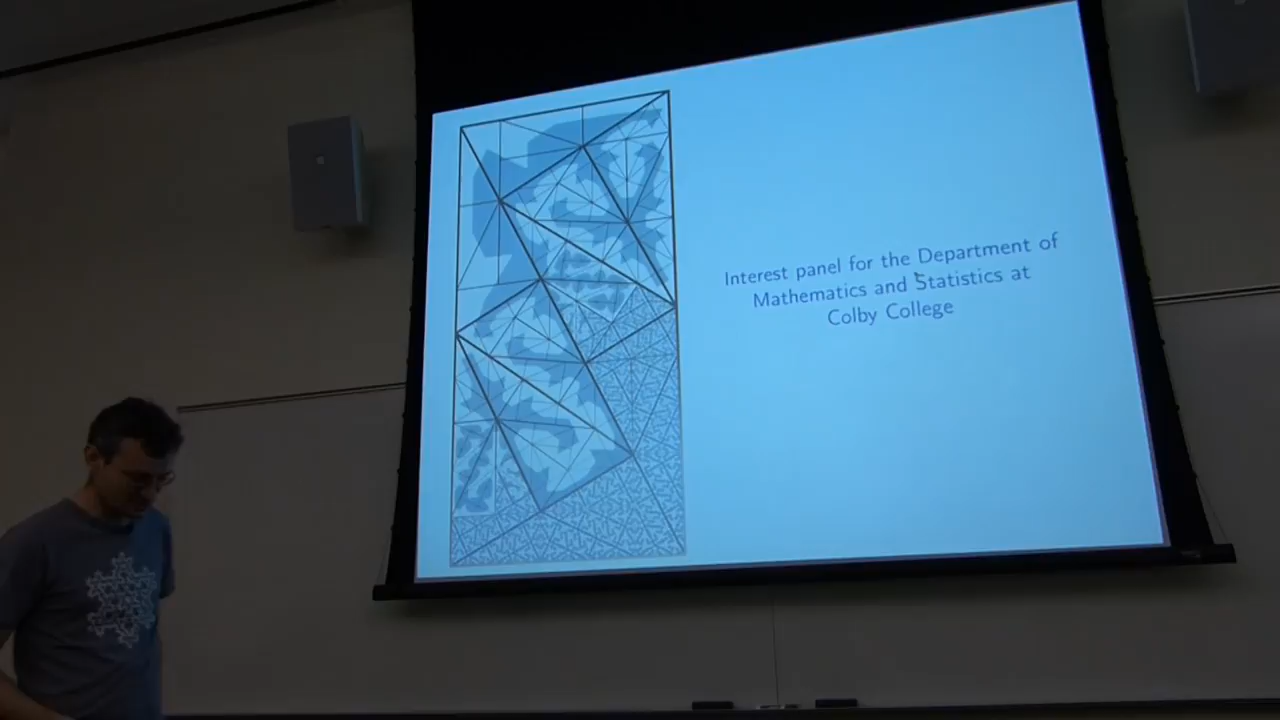 Interest panel for the Department of
Mathematics and Statistics at
Colby College